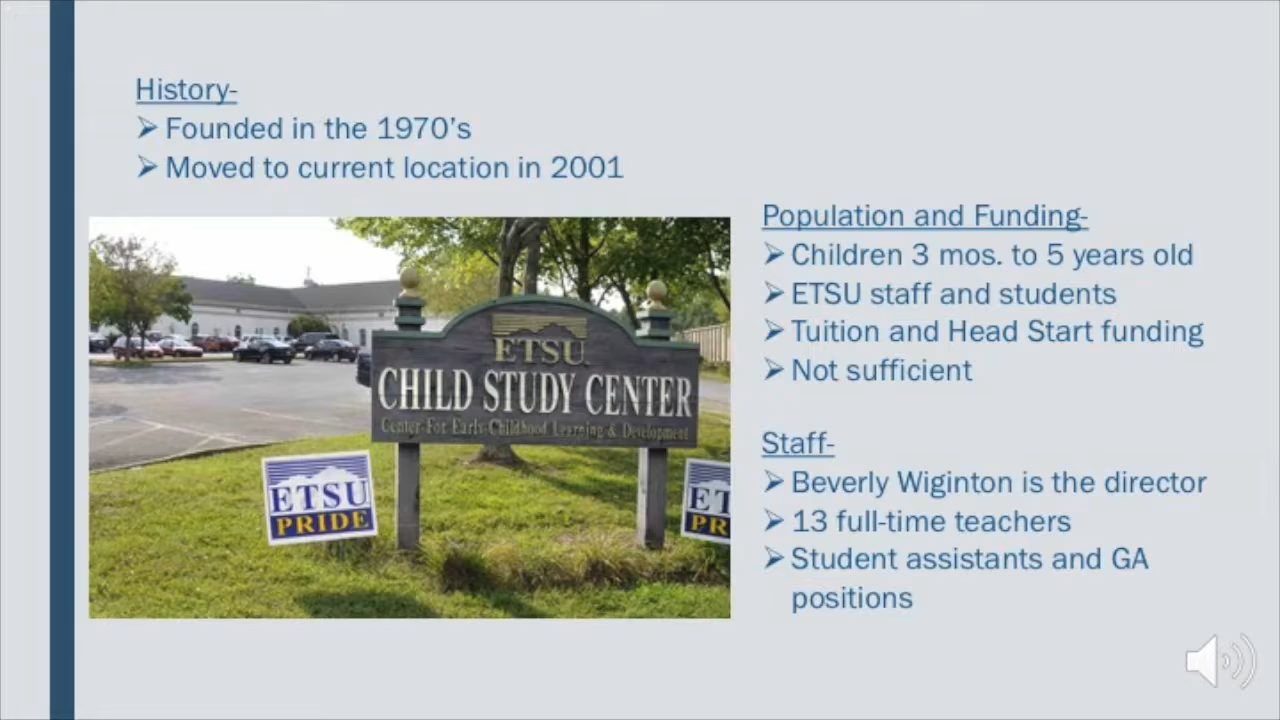 History-
➢ Founded in the 1970's
➢ Moved to current location in 2001
ETSU
CHILD STUDY CENTER
Center For Early Childhood Learning & Development
ETSU
PRIDE
ET
PR
Population and Funding-
➢ Children 3 mos. to 5 years old
➢ ETSU staff and students
➢ Tuition and Head Start funding
➢ Not sufficient
Staff-
➢ Beverly Wiginton is the director
➢ 13 full-time teachers
➢ Student assistants and GA
positions